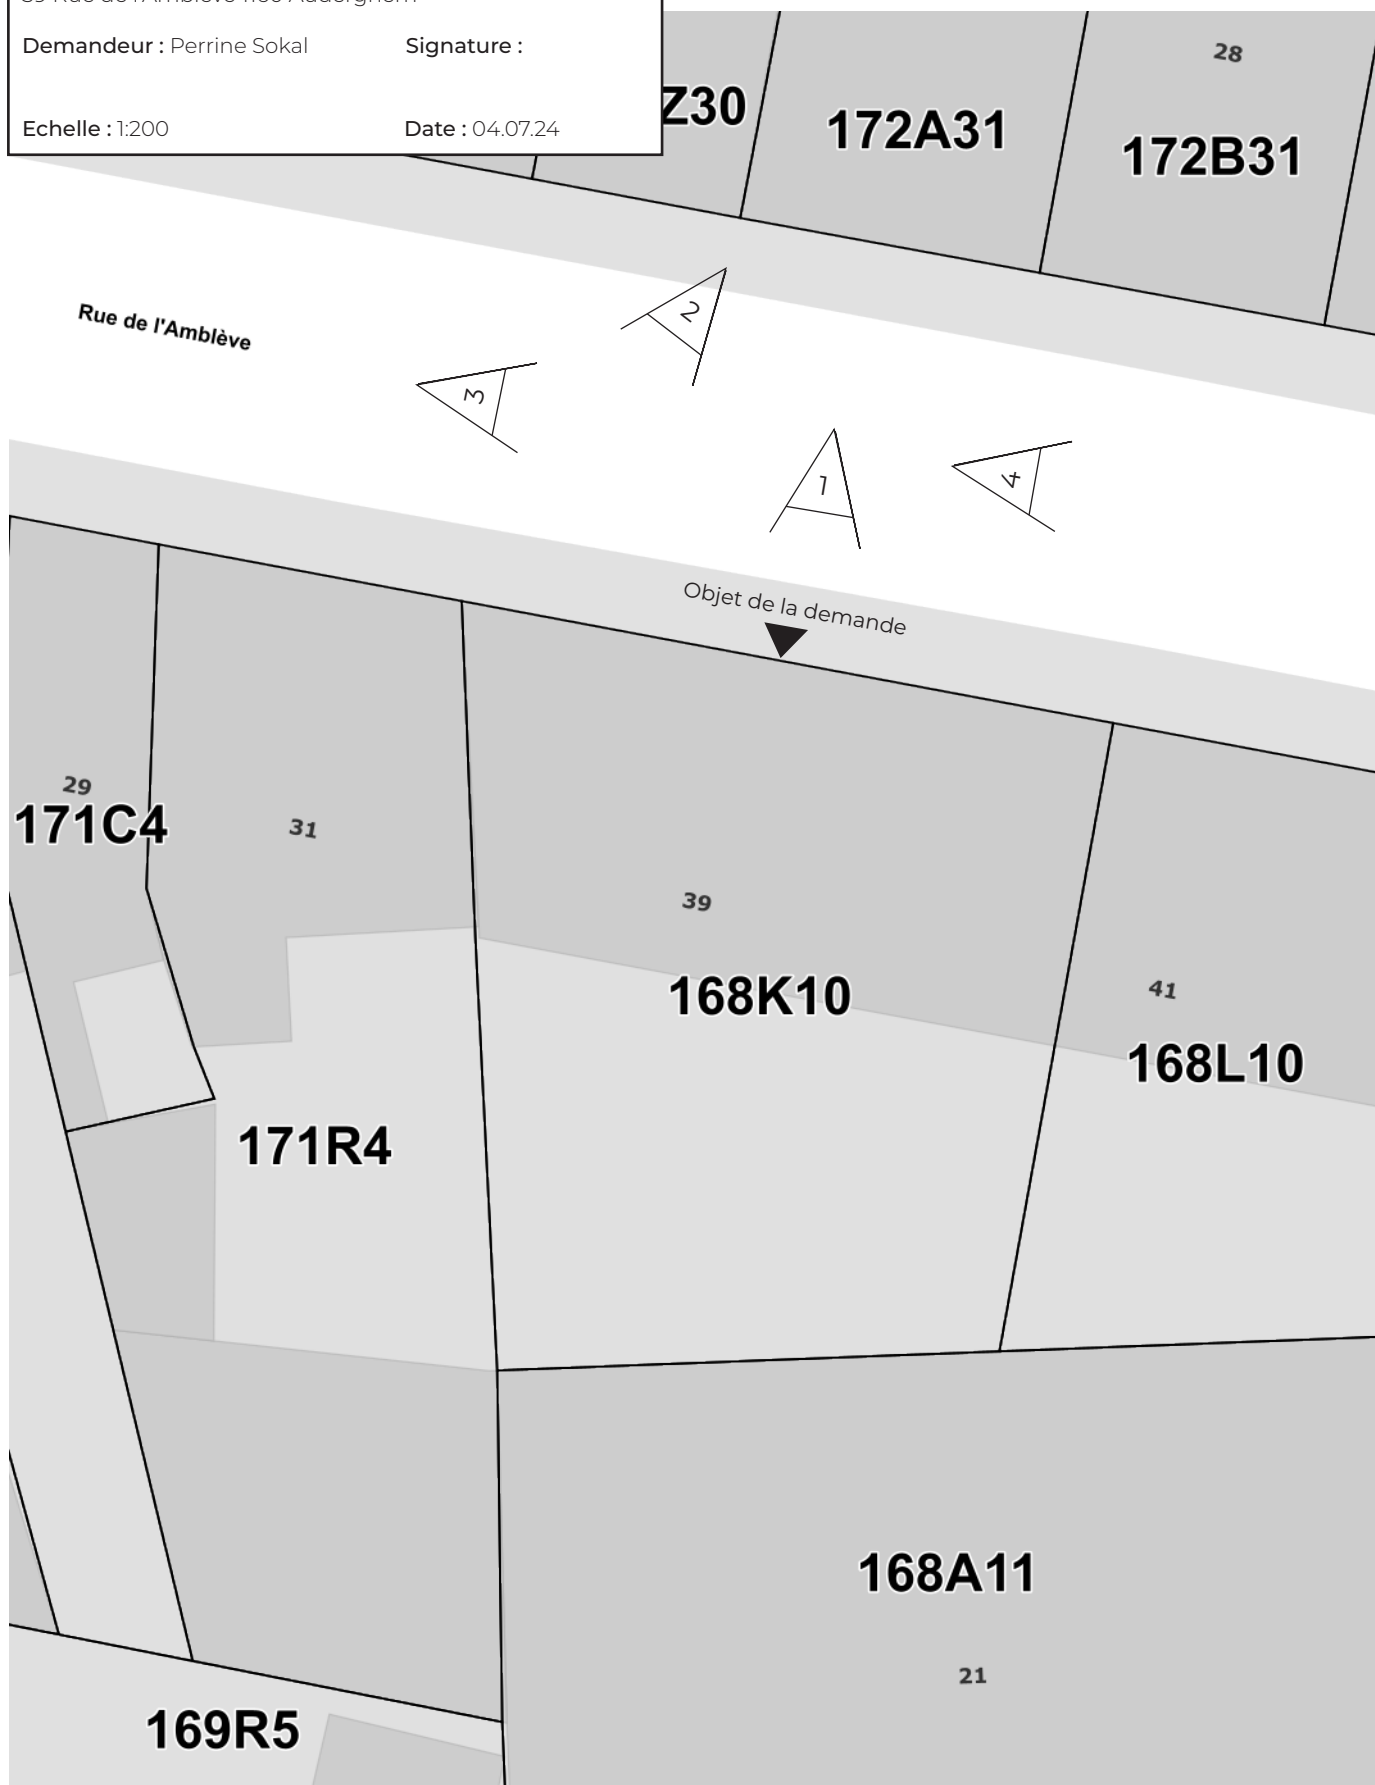 Demandeur : Perrine Sokal
Signature :
Echelle : 1:200
Date : 04.07.24
Z30
172A31
28
172B31
Rue de l'Amblève
2
3
1
4
Objet de la demande
29
171C4
31
39
168K10
41
168L10
171R4
168A11
21
169R5